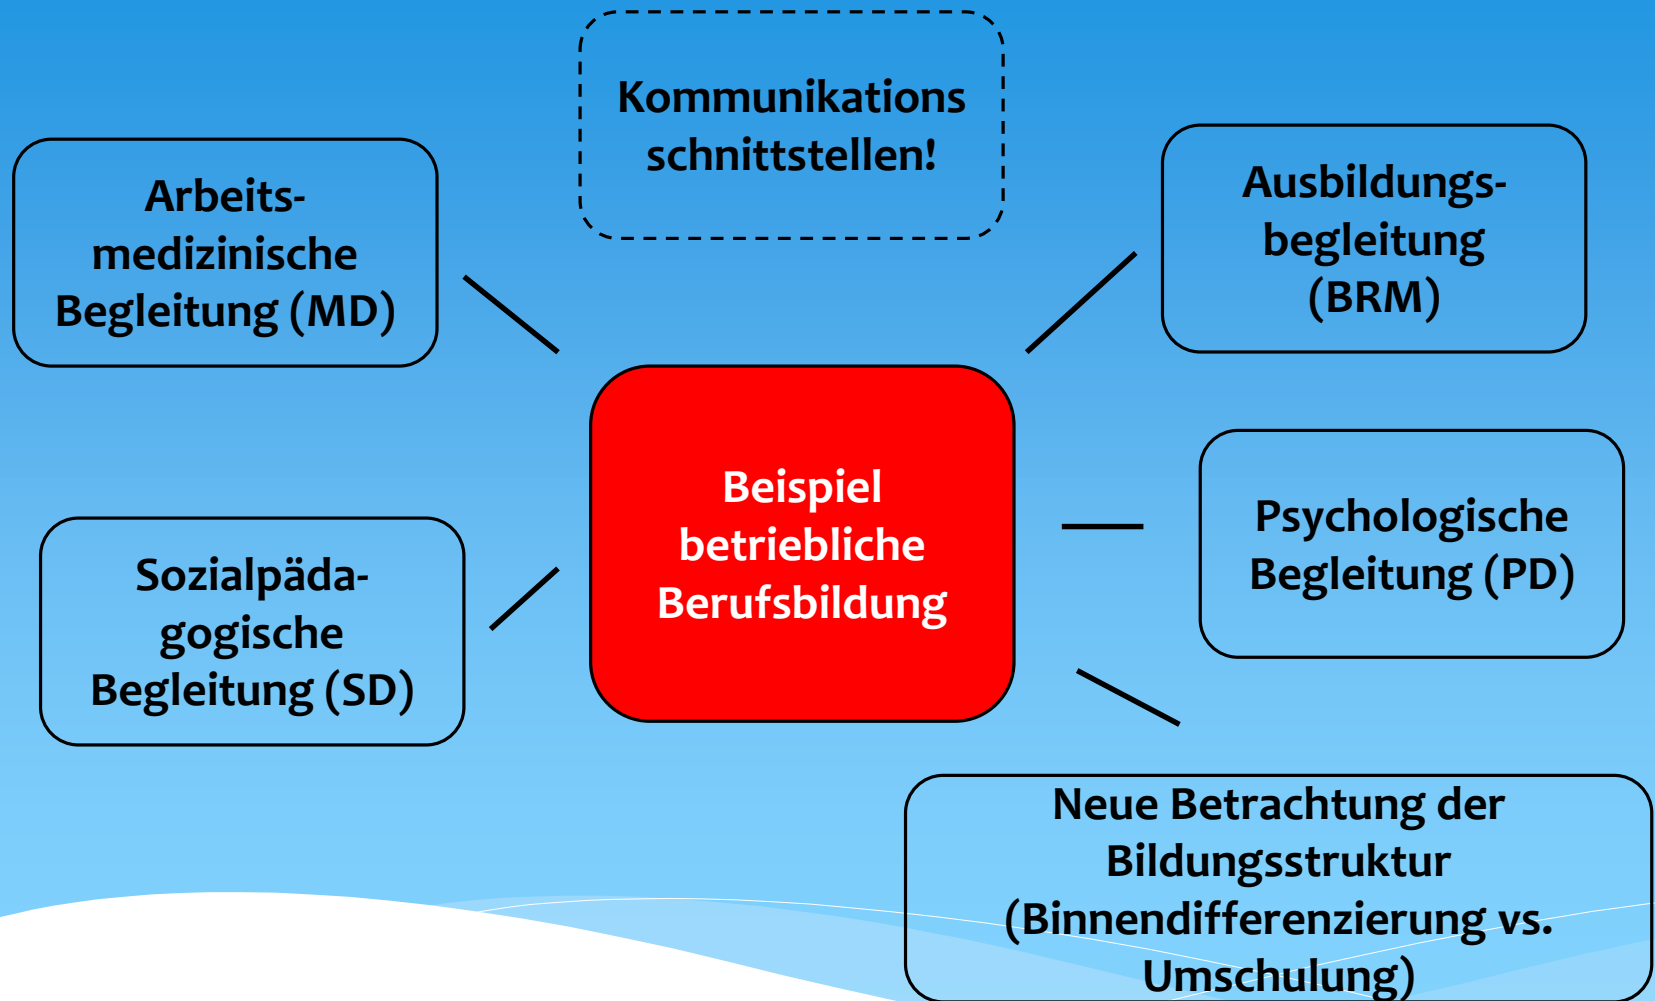 Kommunikations
schnittstellen!
Arbeits-
medizinische
Begleitung (MD)
Ausbildungs-
begleitung
(BRM)
Beispiel
betriebliche
Berufsbildung
Psychologische
Begleitung (PD)
Sozialpäda-
gogische
Begleitung (SD)
Neue Betrachtung der
Bildungsstruktur
(Binnendifferenzierung vs.
Umschulung)